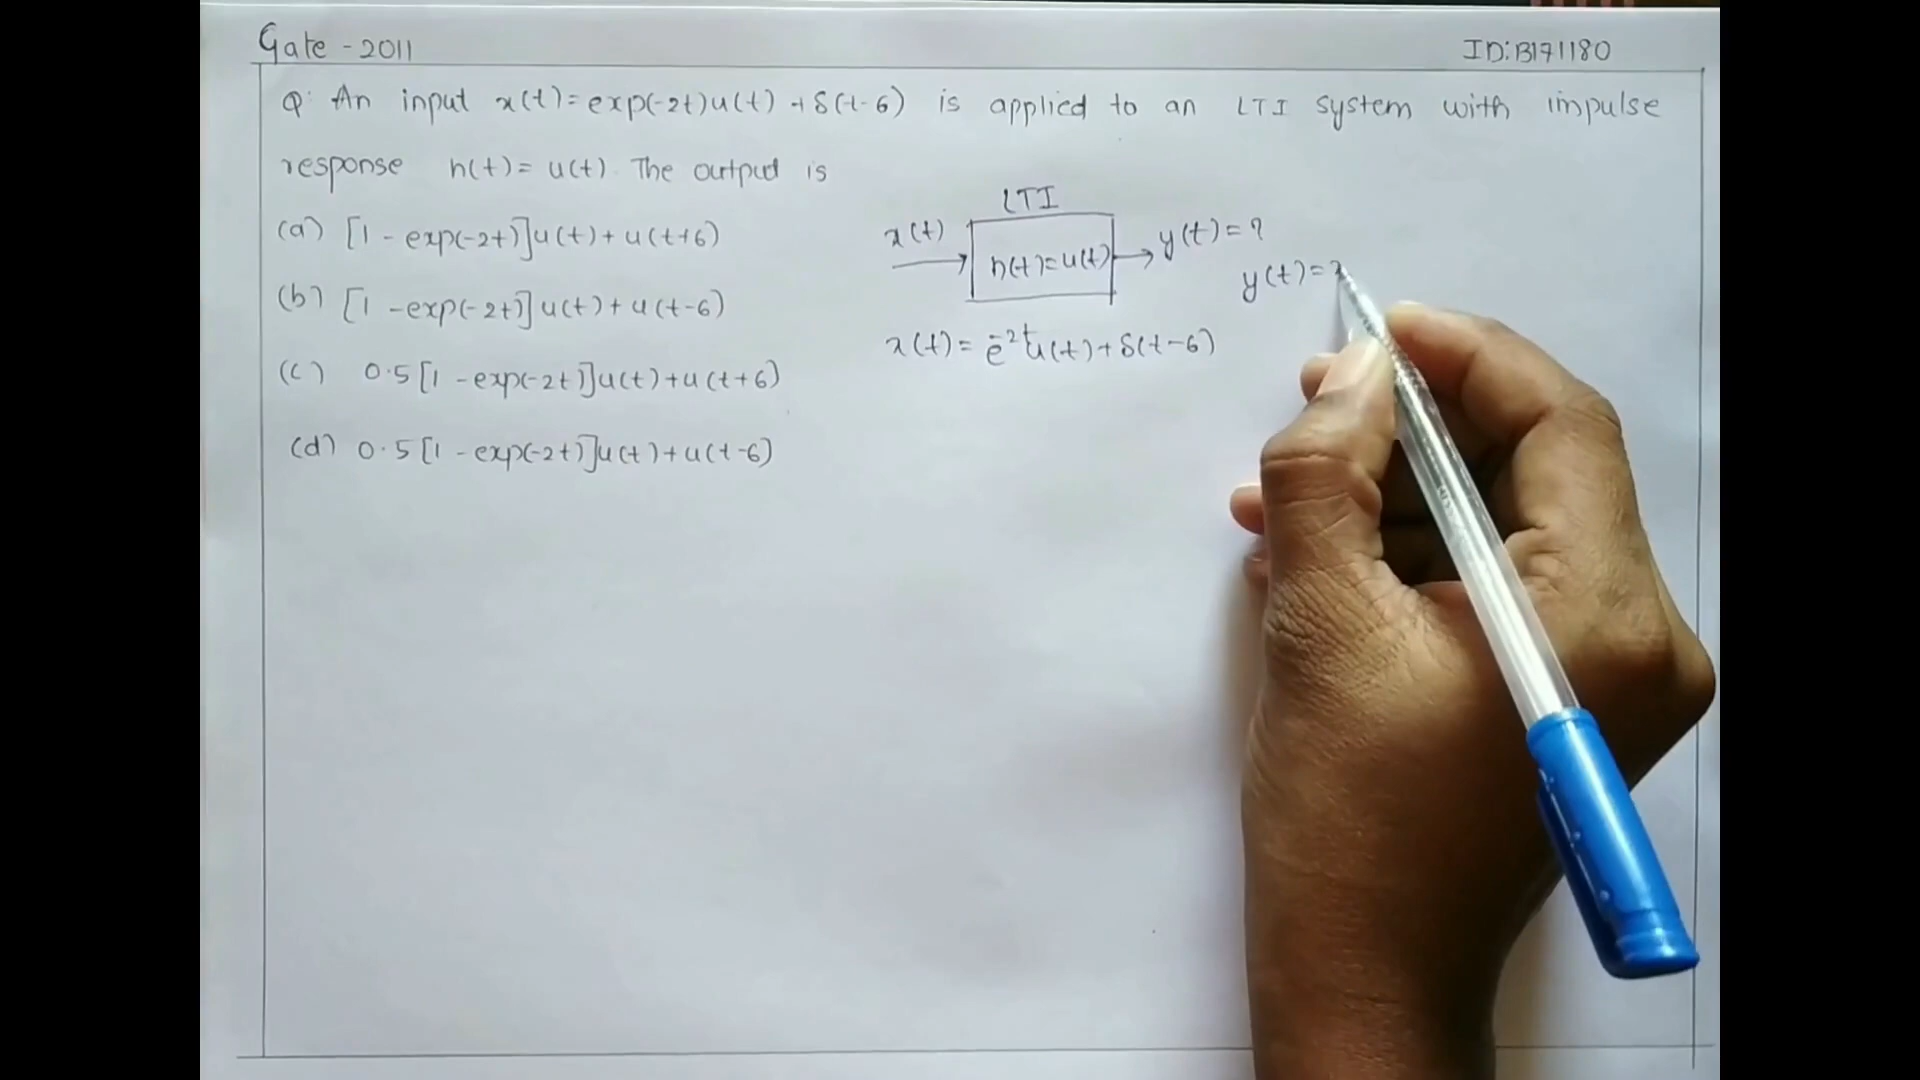 Gate - 2011
ID:B171180
Q: An input x(t)=exp(-2t)u(t) + δ(t-6) is applied to an LTI system with impulse
response h(t)= u(t). The output is
(a) [1 - exp(-2t)]u(t)+u(t+6)
(b) [1 -exp(-2t)]u(t)+u(t-6)
(c) 0.5[1 -exp(-2t)]u(t)+u(t+6)
(d) 0.5[1 -exp(-2t)]u(t)+u(t-6)
LTI
x(t)
h(t)=u(t)
y(t)=?
y(t)=
x(t)= e^-2t u(t)+δ(t-6)